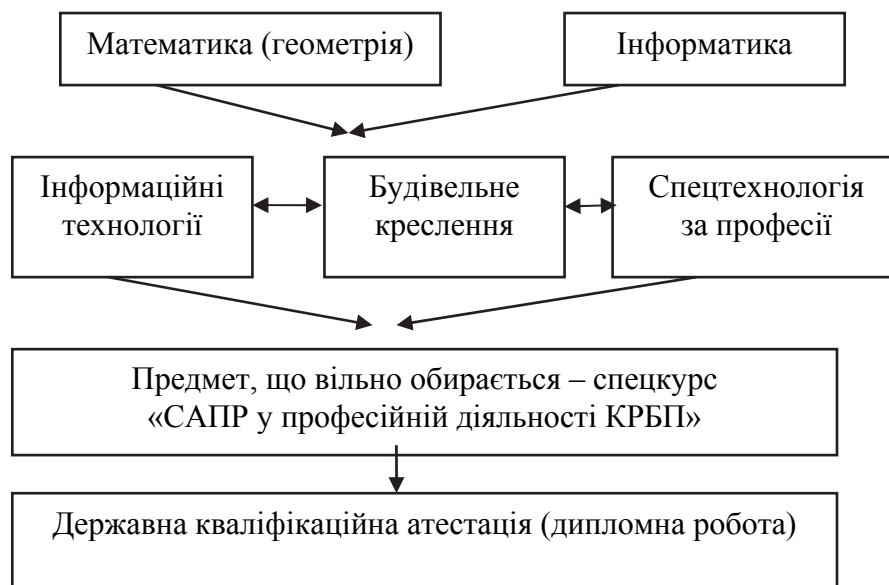 Математика (геометрія)
Інформатика
Інформаційні
технології
Будівельне
креслення
Спецтехнологія
за професії
Предмет, що вільно обирається – спецкурс
«САПР у професійній діяльності КРБП»
Державна кваліфікаційна атестація (дипломна робота)